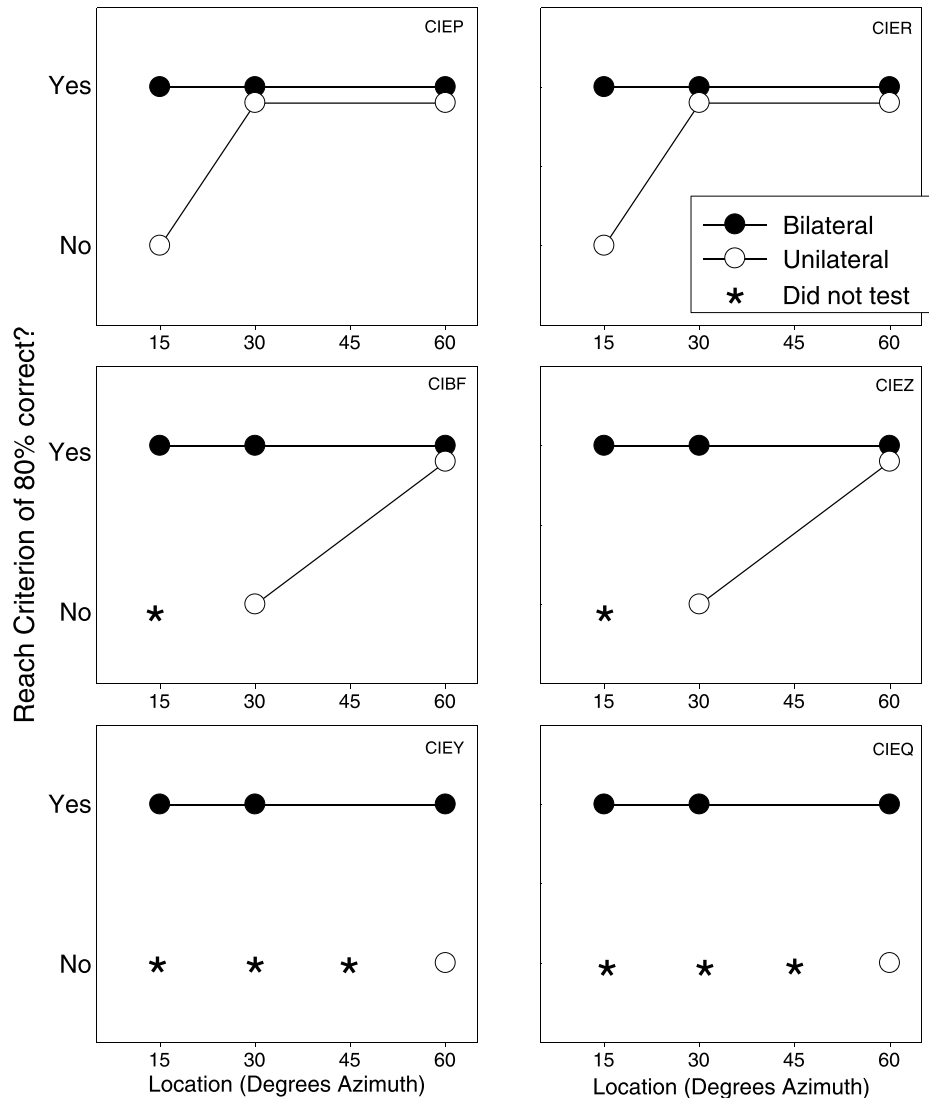 Reach Criterion of 80% correct?
CIEP
Yes
No
15 30 45 60
CIER
Bilateral
Unilateral
* Did not test
15 30 45 60
CIBF
Yes
No
*
15 30 45 60
CIEZ
*
15 30 45 60
CIEY
Yes
No
* * *
15 30 45 60
Location (Degrees Azimuth)
CIEQ
* * *
15 30 45 60
Location (Degrees Azimuth)